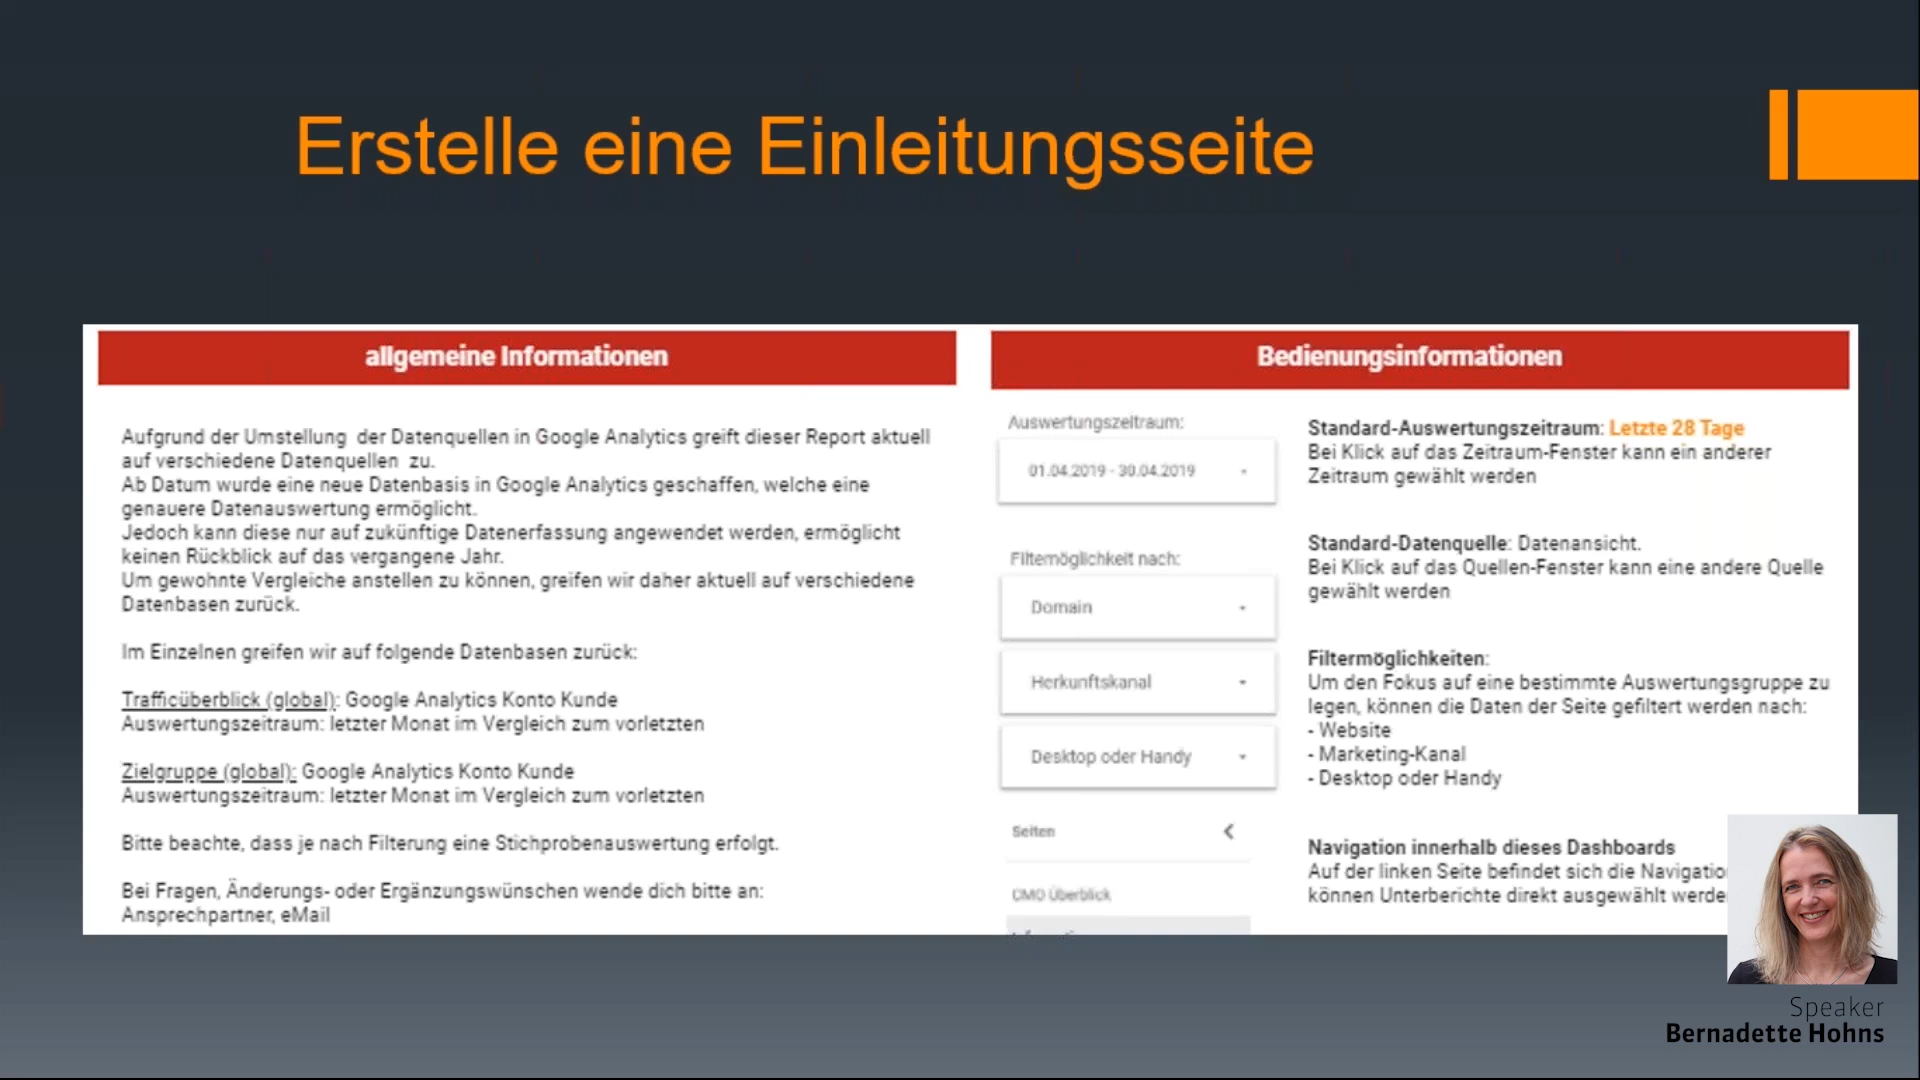 Erstelle eine Einleitungsseite
allgemeine Informationen
Aufgrund der Umstellung der Datenquellen in Google Analytics greift dieser Report aktuell
auf verschiedene Datenquellen zu.
Ab Datum wurde eine neue Datenbasis in Google Analytics geschaffen, welche eine
genauere Datenauswertung ermöglicht.
Jedoch kann diese nur auf zukünftige Datenerfassung angewendet werden, ermöglicht
keinen Rückblick auf das vergangene Jahr.
Um gewohnte Vergleiche anstellen zu können, greifen wir daher aktuell auf verschiedene
Datenbasen zurück.
Im Einzelnen greifen wir auf folgende Datenbasen zurück:
Trafficüberblick (global): Google Analytics Konto Kunde
Auswertungszeitraum: letzter Monat im Vergleich zum vorletzten
Zielgruppe (global): Google Analytics Konto Kunde
Auswertungszeitraum: letzter Monat im Vergleich zum vorletzten
Bitte beachte, dass je nach Filterung eine Stichprobenauswertung erfolgt.
Bei Fragen, Änderungs- oder Ergänzungswünschen wende dich bitte an:
Ansprechpartner, eMail
Bedienungsinformationen
Auswertungszeitraum:
01.04.2019 - 30.04.2019
Filtemöglichkeit nach:
Domain
Herkunftskanal
Desktop oder Handy
Seiten
CMO Überblick
Standard-Auswertungszeitraum: Letzte 28 Tage
Bei Klick auf das Zeitraum-Fenster kann ein anderer
Zeitraum gewählt werden
Standard-Datenquelle: Datenansicht.
Bei Klick auf das Quellen-Fenster kann eine andere Quelle
gewählt werden
Filtermöglichkeiten:
Um den Fokus auf eine bestimmte Auswertungsgruppe zu
legen, können die Daten der Seite gefiltert werden nach:
- Website
- Marketing-Kanal
- Desktop oder Handy
Navigation innerhalb dieses Dashboards
Auf der linken Seite befindet sich die Navigatio
können Unterberichte direkt ausgewählt werde
Speaker
Bernadette Hohns